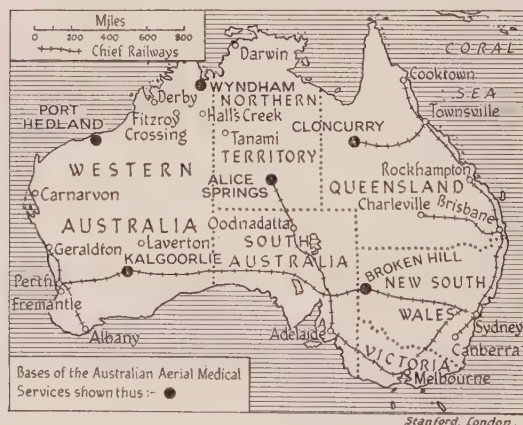 Miles
0 200 400 600 800
Chief Railways
Darwin
CORAL
SEA
Cooktown
WYNDHAM
Derby
NORTHERN
TERRITORY
PORT
HEDLAND
Fitzroy
Crossing
Hall's Creek
Tanami
CLONCURRY
Townsville
WESTERN
AUSTRALIA
ALICE
SPRINGS
Rockhampton
QUEENSLAND
Charleville
Brisbane
Carnarvon
Oodnadatta
SOUTH
AUSTRALIA
Geraldton
Laverton
KALGOORLIE
BROKEN HILL
NEW SOUTH
WALES
Perth
Fremantle
Albany
Adelaide
Sydney
Canberra
VICTORIA
Melbourne
Bases of the Australian Aerial Medical
Services shown thus :-
Stanford, London.